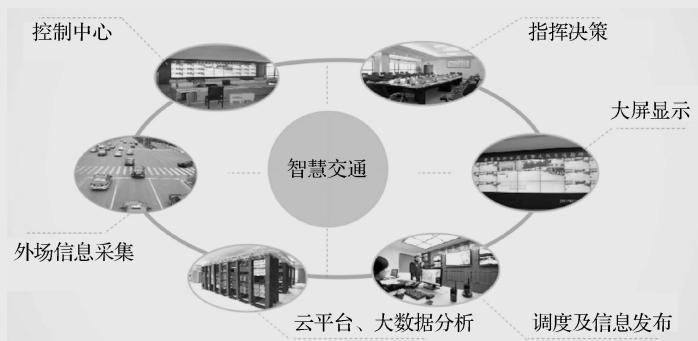 控制中心
指挥决策
大屏显示
智慧交通
外场信息采集
云平台、大数据分析
调度及信息发布